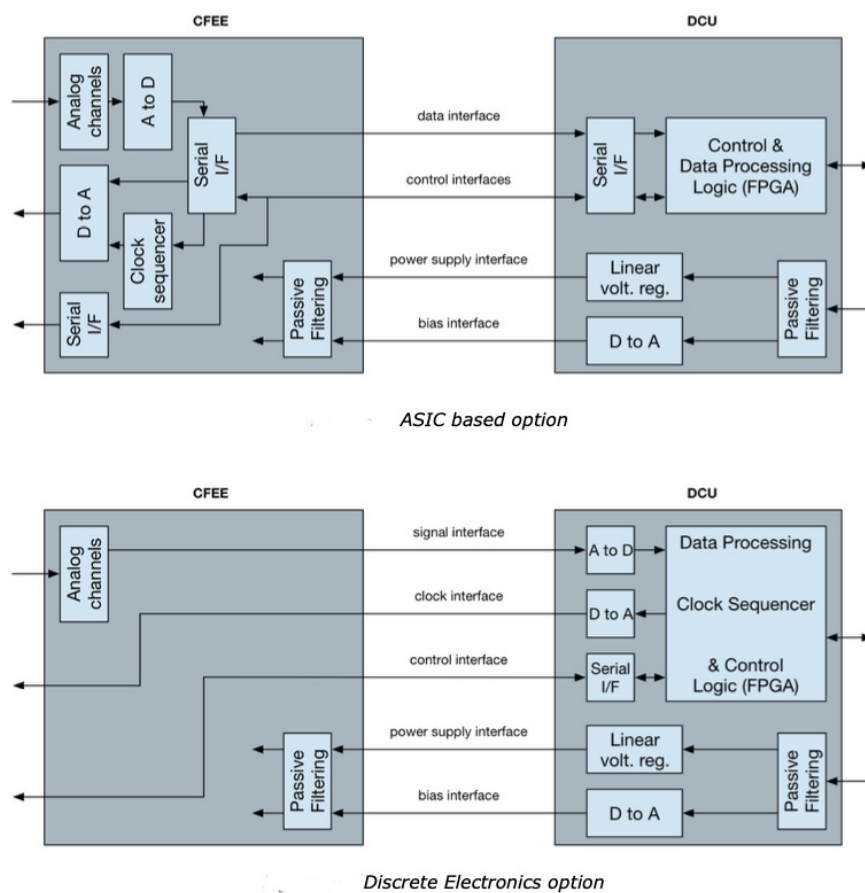 CFEE
DCU
Analog
channels
A to D
Serial
I/F
D to A
Clock
sequencer
Serial
I/F
Passive
Filtering
data interface
control interfaces
power supply interface
bias interface
Serial
I/F
Control &
Data Processing
Logic (FPGA)
Linear
volt. reg.
D to A
Passive
Filtering
ASIC based option
CFEE
DCU
Analog
channels
Passive
Filtering
signal interface
clock interface
control interface
power supply interface
bias interface
A to D
D to A
Serial
I/F
Data Processing
Clock Sequencer
& Control
Logic (FPGA)
Linear
volt. reg.
D to A
Passive
Filtering
Discrete Electronics option